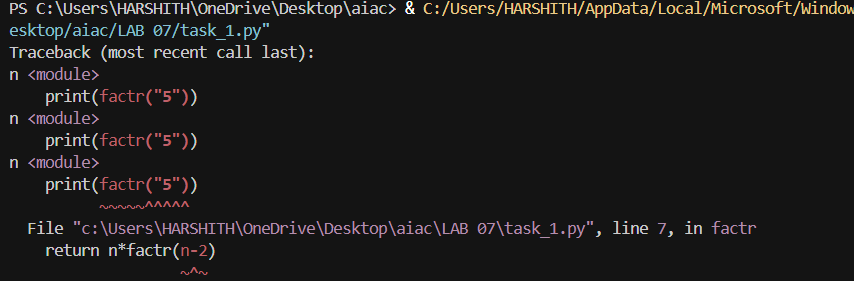 PS C:\Users\HARSHITH\OneDrive\Desktop\aiac> & C:/Users/HARSHITH/AppData/Local/Microsoft/Window
esktop/aiac/LAB 07/task_1.py"
Traceback (most recent call last):
n <module>
    print(factr("5"))
n <module>
    print(factr("5"))
n <module>
    print(factr("5"))
          ~~~~~^^^^^
  File "c:\Users\HARSHITH\OneDrive\Desktop\aiac\LAB 07\task_1.py", line 7, in factr
    return n*factr(n-2)
                   ~^~